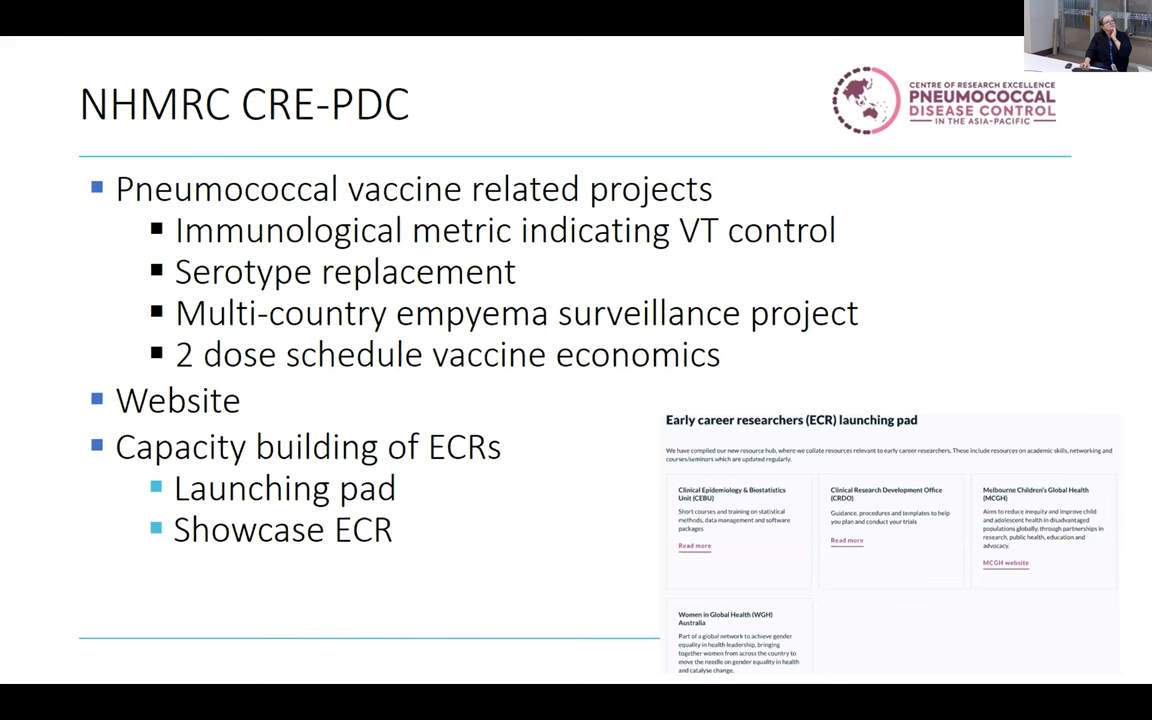 NHMRC CRE-PDC
CENTRE OF RESEARCH EXCELLENCE
PNEUMOCOCCAL
DISEASE CONTROL
IN THE ASIA-PACIFIC
Pneumococcal vaccine related projects
Immunological metric indicating VT control
Serotype replacement
Multi-country empyema surveillance project
2 dose schedule vaccine economics
Website
Capacity building of ECRs
Launching pad
Showcase ECR
Early career researchers (ECR) launching pad
We have compiled our new resource hub, where we collate resources relevant to early career researchers. These include resources on academic skills, networking and
courses/seminars which are updated regularly.
Clinical Epidemiology & Biostatistics
Unit (CEBU)
Short courses and training on statistical
methods, data management and software
packages
Read more
Clinical Research Development Office
(CRDO)
Guidance, procedures and templates to help
you plan and conduct your trials
Read more
Melbourne Children's Global Health
(MCGH)
Aims to reduce inequity and improve child
and adolescent health in disadvantaged
populations globally, through partnerships in
research, public health, education and
advocacy.
MCGH website
Women in Global Health (WGH)
Australia
Part of a global network to achieve gender
equality in health leadership, bringing
together women from across the country to
move the needle on gender equality in health
and catalyse change.